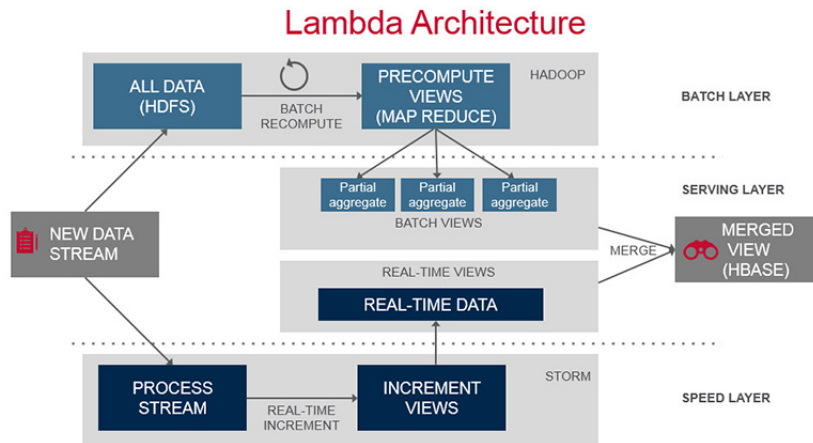 Lambda Architecture
HADOOP
ALL DATA
(HDFS)
BATCH
RECOMPUTE
PRECOMPUTE
VIEWS
(MAP REDUCE)
BATCH LAYER
Partial
aggregate
Partial
aggregate
Partial
aggregate
BATCH VIEWS
SERVING LAYER
NEW DATA
STREAM
MERGE
MERGED
VIEW
(HBASE)
REAL-TIME VIEWS
REAL-TIME DATA
STORM
PROCESS
STREAM
REAL-TIME
INCREMENT
INCREMENT
VIEWS
SPEED LAYER